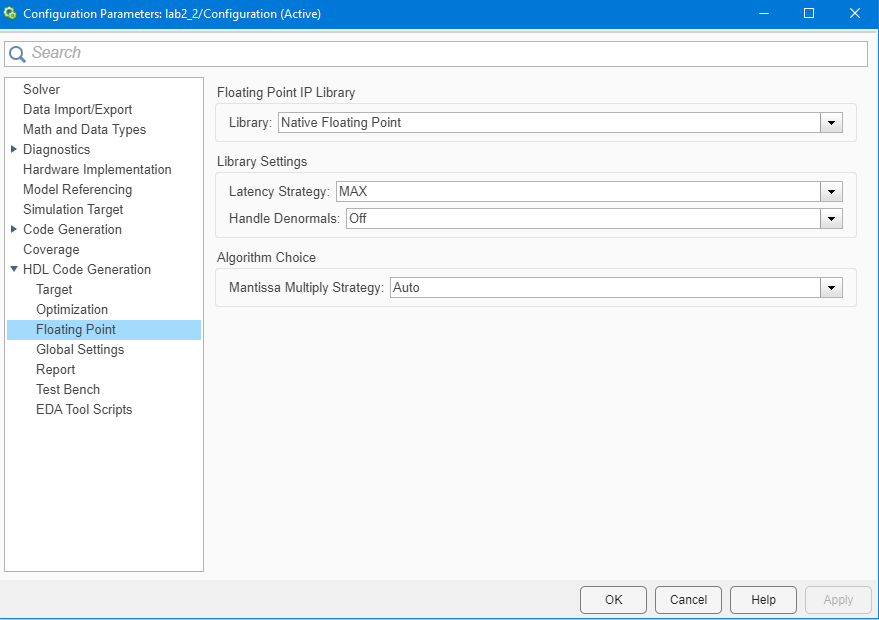 Configuration Parameters: lab2_2/Configuration (Active)
Search
Solver
Data Import/Export
Math and Data Types
Diagnostics
Hardware Implementation
Model Referencing
Simulation Target
Code Generation
Coverage
HDL Code Generation
Target
Optimization
Floating Point
Global Settings
Report
Test Bench
EDA Tool Scripts
Floating Point IP Library
Library: Native Floating Point
Library Settings
Latency Strategy: MAX
Handle Denormals: Off
Algorithm Choice
Mantissa Multiply Strategy: Auto
OK Cancel Help Apply